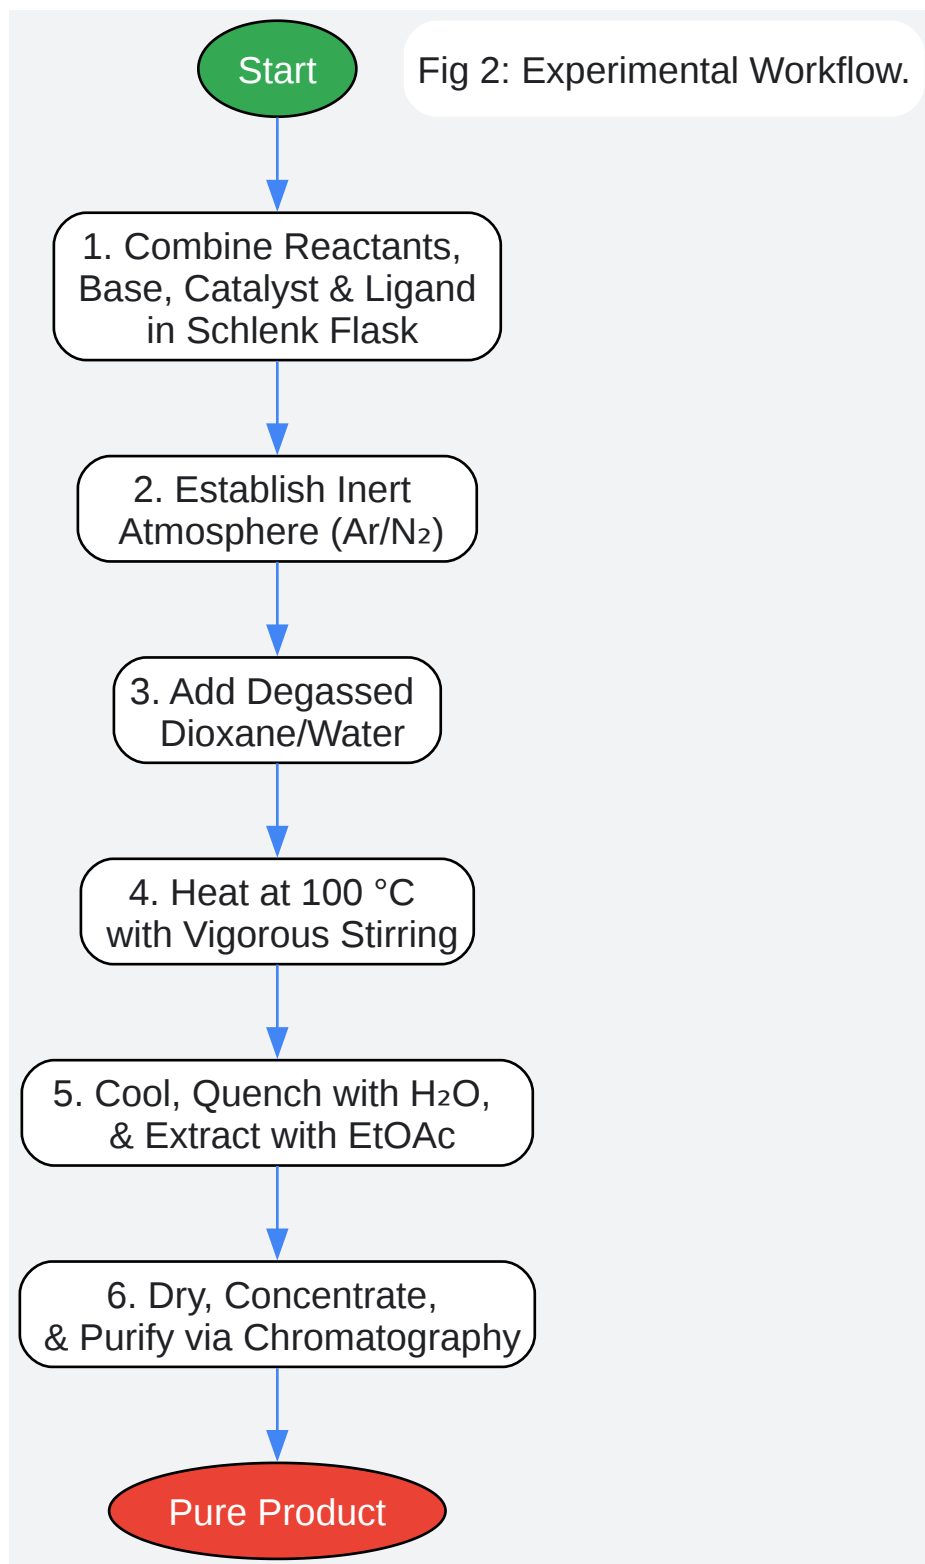 Start
Fig 2: Experimental Workflow.
1. Combine Reactants,
Base, Catalyst & Ligand
in Schlenk Flask
2. Establish Inert
Atmosphere (Ar/N₂)
3. Add Degassed
Dioxane/Water
4. Heat at 100 °C
with Vigorous Stirring
5. Cool, Quench with H₂O,
& Extract with EtOAc
6. Dry, Concentrate,
& Purify via Chromatography
Pure Product